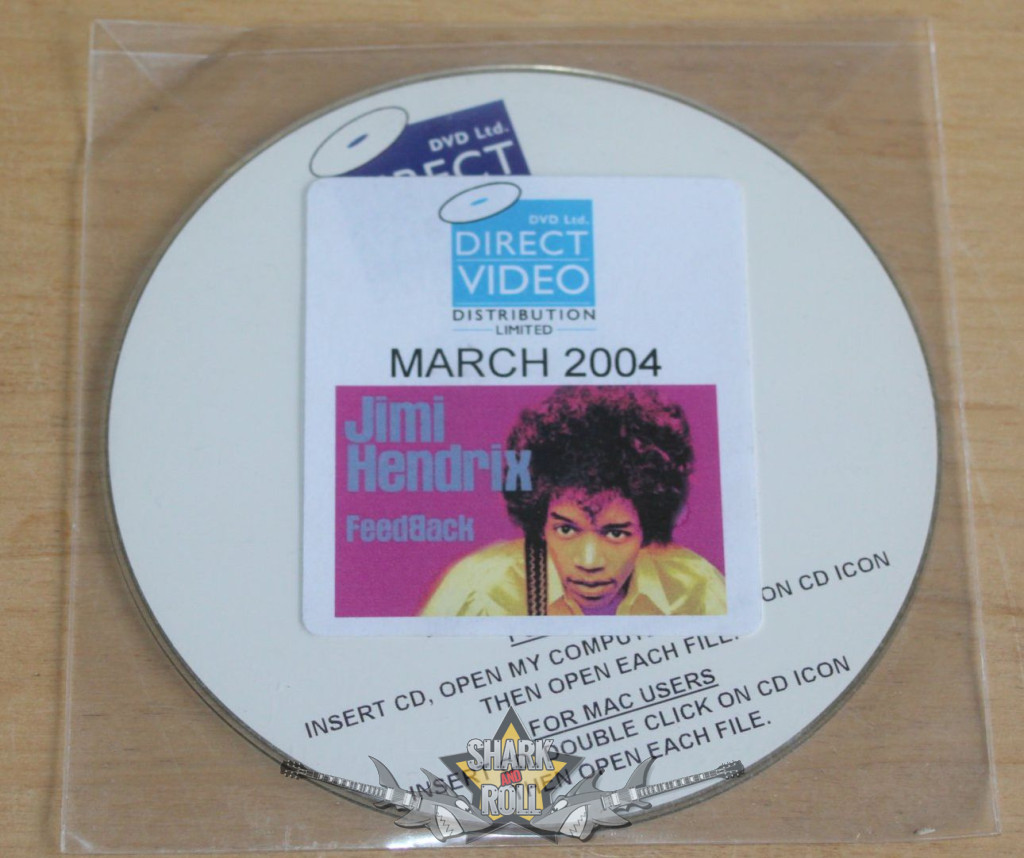 DVD Ltd.
DIRECT
DVD Ltd.
DIRECT
VIDEO
DISTRIBUTION
LIMITED
MARCH 2004
Jimi
Hendrix
FeedBack
ON CD ICON
INSERT CD, OPEN MY
THEN OPEN EACH FILE.
FOR MAC USERS
DOUBLE CLICK ON CD ICON
OPEN EACH FILE.
SHARK
AND
ROLL